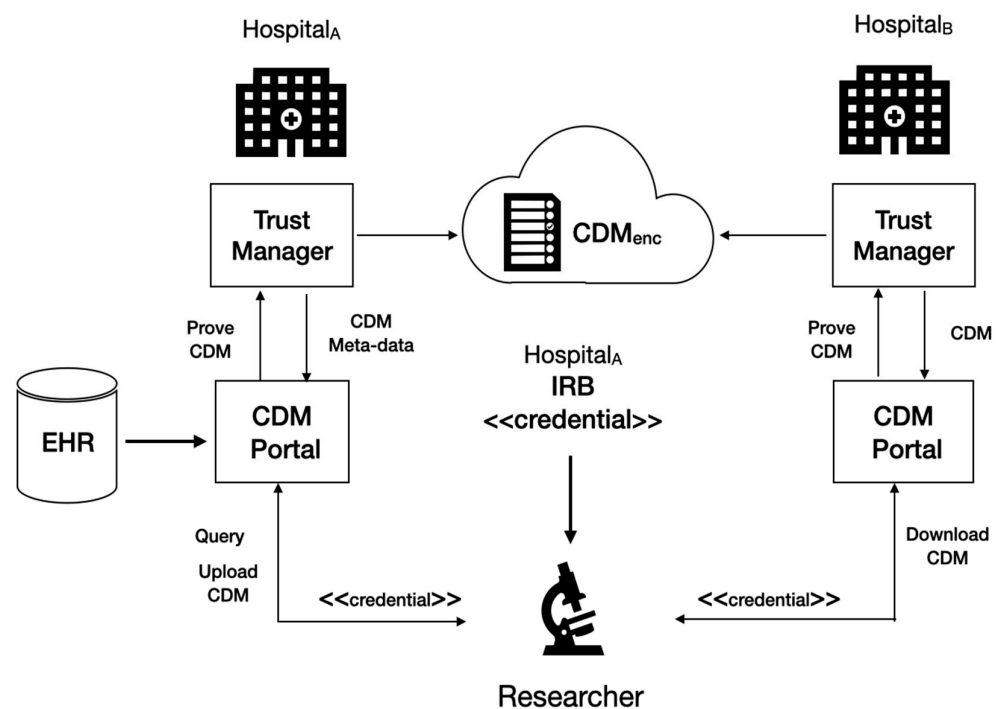 HospitalA
HospitalB
Trust
Manager
CDMenc
Trust
Manager
Prove
CDM
CDM
Meta-data
Prove
CDM
CDM
HospitalA
IRB
<<credential>>
EHR
CDM
Portal
CDM
Portal
Query
Upload
CDM
<<credential>>
<<credential>>
Download
CDM
Researcher